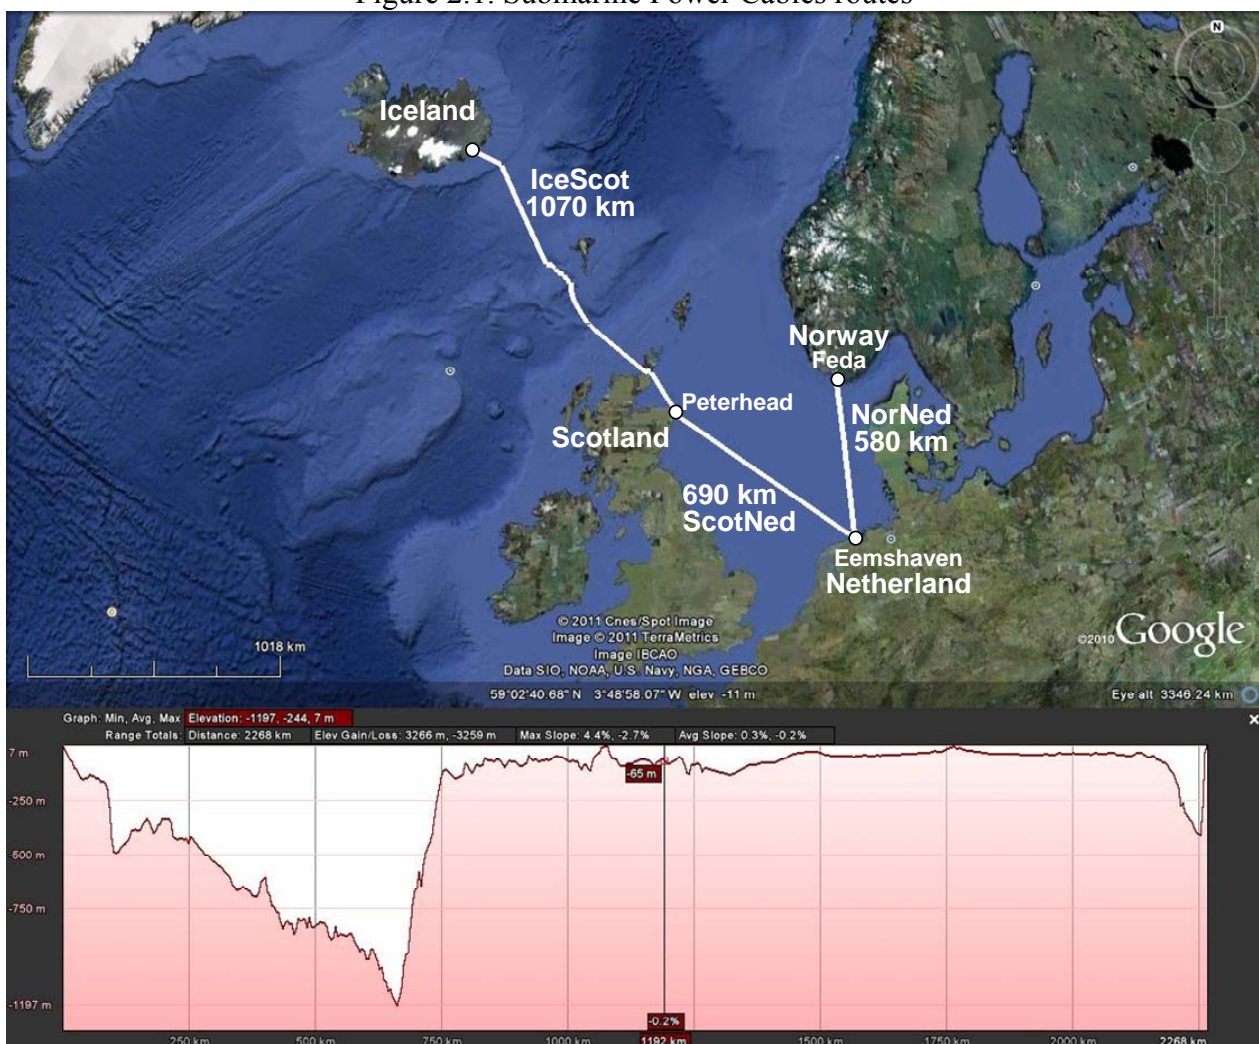 Figure 2.1: Submarine Power Cables routes
N
Iceland
IceScot
1070 km
Norway
Feda
Peterhead
NorNed
580 km
Scotland
690 km
ScotNed
Eemshaven
Netherland
© 2011 Cnes/Spot Image
Image © 2011 TerraMetrics
Image IBCAO
Data SIO, NOAA, U.S. Navy, NGA, GEBCO
©2010 Google
1018 km
59°02'40.68" N 3°48'58.07" W elev -11 m
Eye alt 3346.24 km
Graph: Min, Avg, Max Elevation: -1197, -244, 7 m
Range Totals: Distance: 2268 km Elev Gain/Loss: 3266 m, -3259 m Max Slope: 4.4%, -2.7% Avg Slope: 0.3%, -0.2%
7 m
-65 m
-250 m
-500 m
-750 m
-1197 m
-0.2%
250 km 500 km 750 km 1000 km 1192 km 1500 km 1750 km 2000 km 2268 km